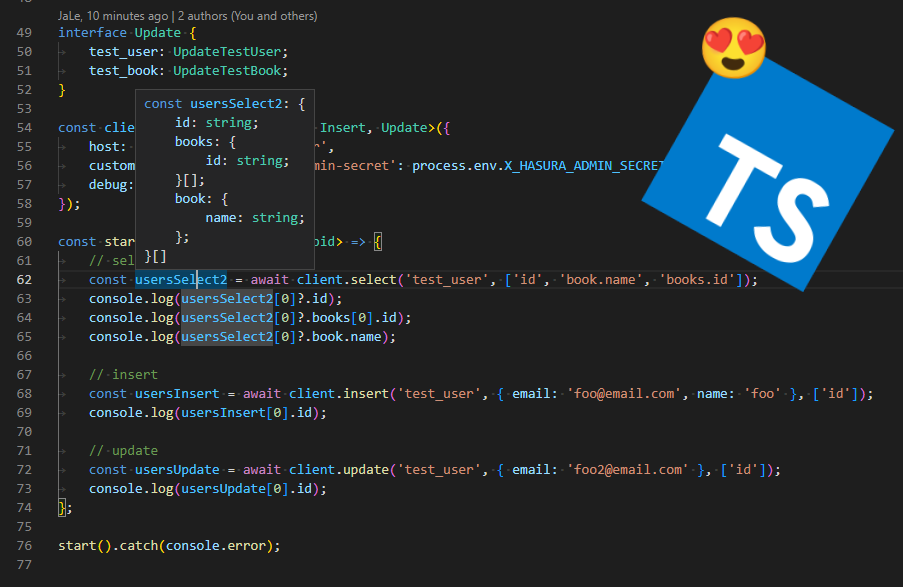 JaLe, 10 minutes ago | 2 authors (You and others)
49 interface Update {
50 test_user: UpdateTestUser;
51 test_book: UpdateTestBook;
52 }
53
54 const clie Insert, Update>({
55 host: ',
56 custom min-secret': process.env.X_HASURA_ADMIN_SECRET
57 debug:
58 });
59
60 const star oid> => {
61 // sel
const usersSelect2: {
id: string;
books: {
id: string;
}[];
book: {
name: string;
};
}[]
62 const usersSelect2 = await client.select('test_user', ['id', 'book.name', 'books.id']);
63 console.log(usersSelect2[0]?.id);
64 console.log(usersSelect2[0]?.books[0].id);
65 console.log(usersSelect2[0]?.book.name);
66
67 // insert
68 const usersInsert = await client.insert('test_user', { email: 'foo@email.com', name: 'foo' }, ['id']);
69 console.log(usersInsert[0].id);
70
71 // update
72 const usersUpdate = await client.update('test_user', { email: 'foo2@email.com' }, ['id']);
73 console.log(usersUpdate[0].id);
74 };
75
76 start().catch(console.error);
77
TS